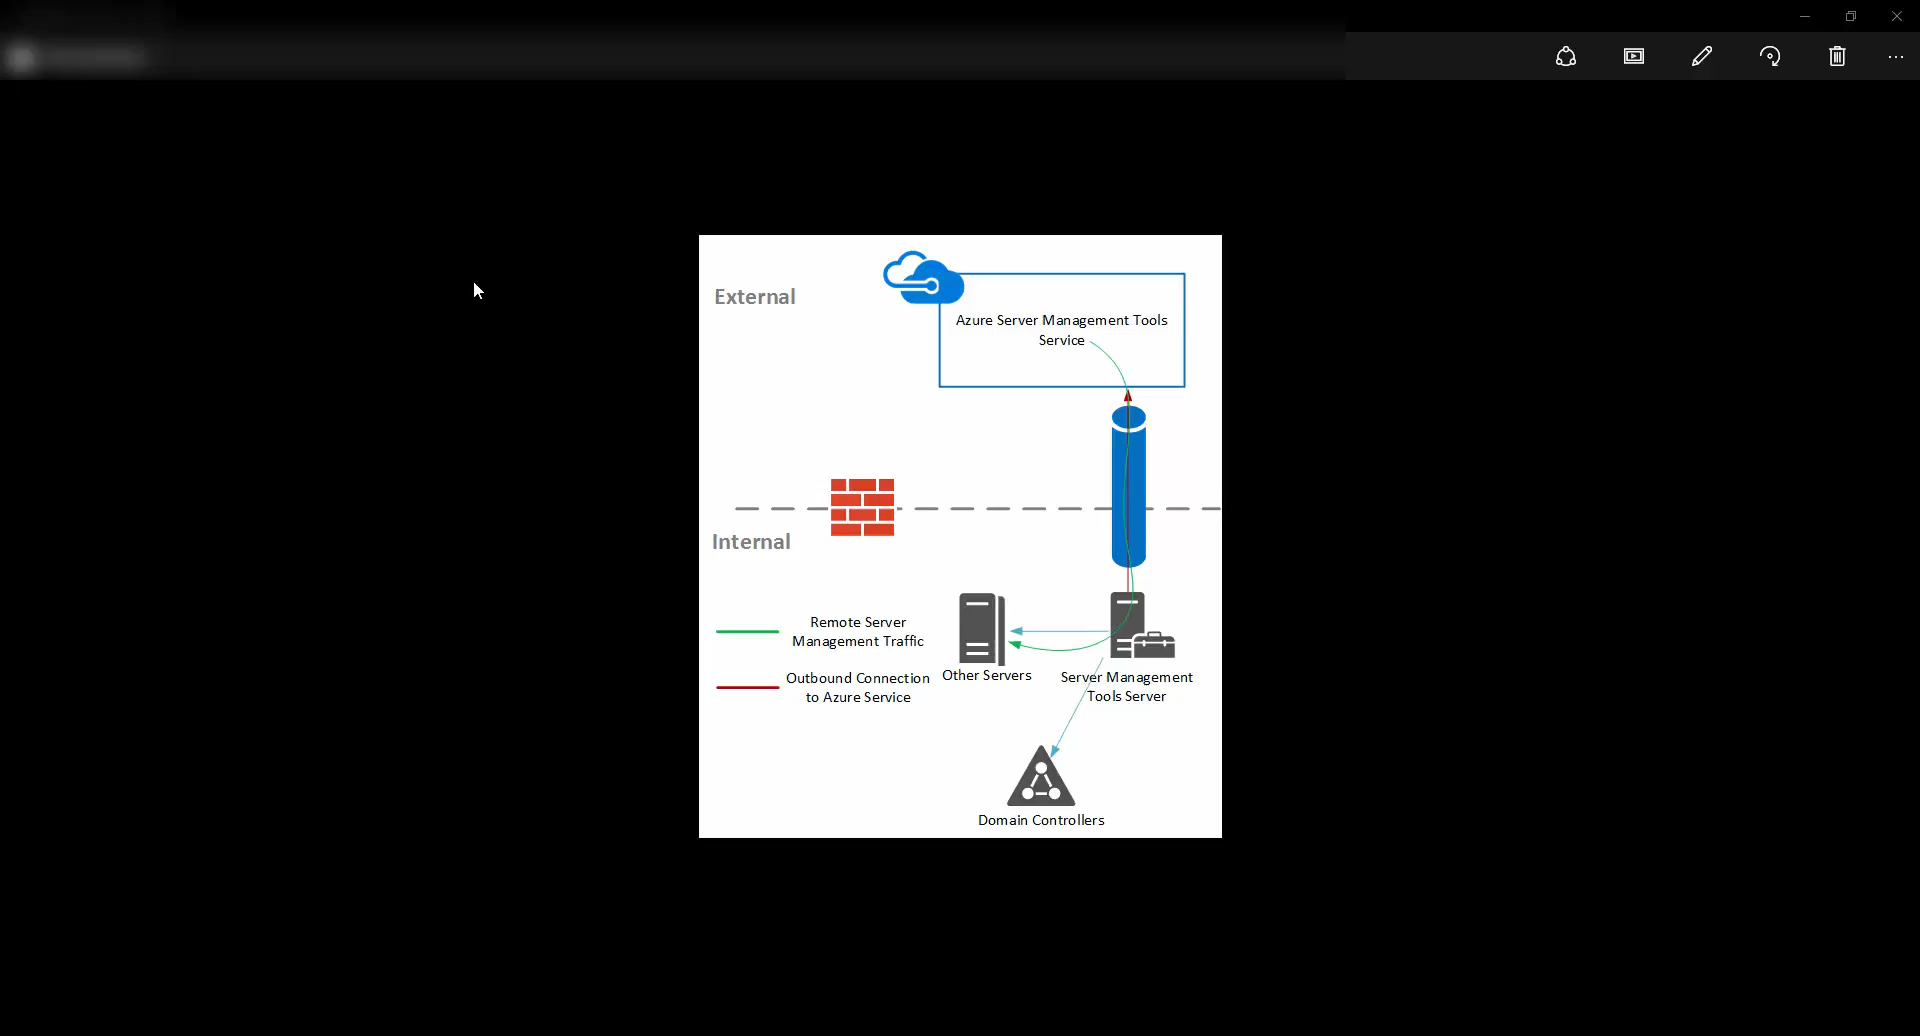 External
Azure Server Management Tools
Service
Internal
Remote Server
Management Traffic
Outbound Connection
to Azure Service
Other Servers
Server Management
Tools Server
Domain Controllers